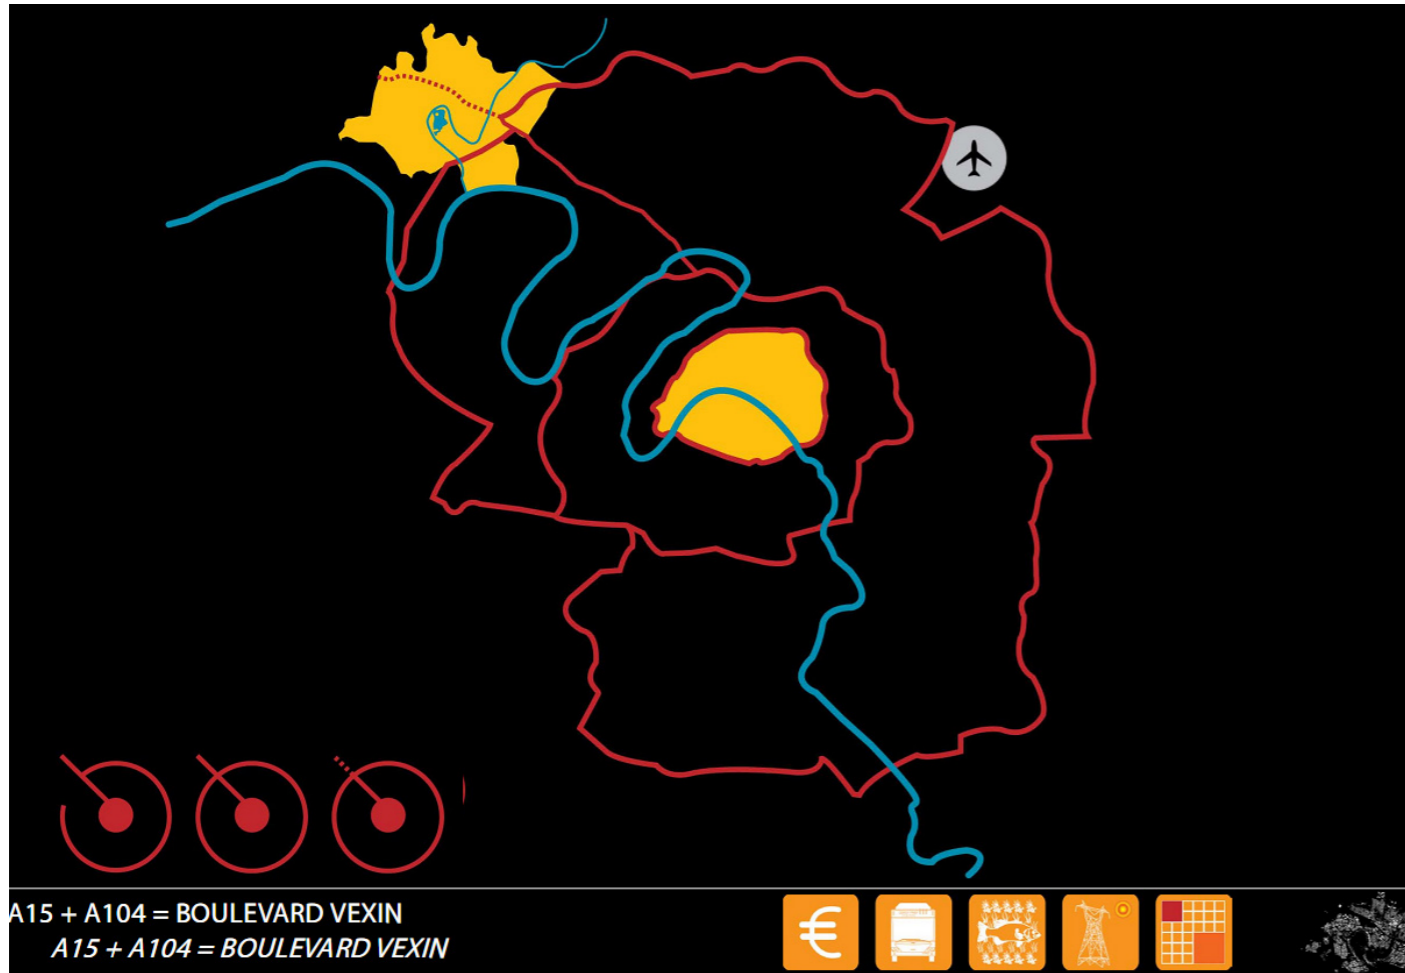 A15 + A104 = BOULEVARD VEXIN
A15 + A104 = BOULEVARD VEXIN
€